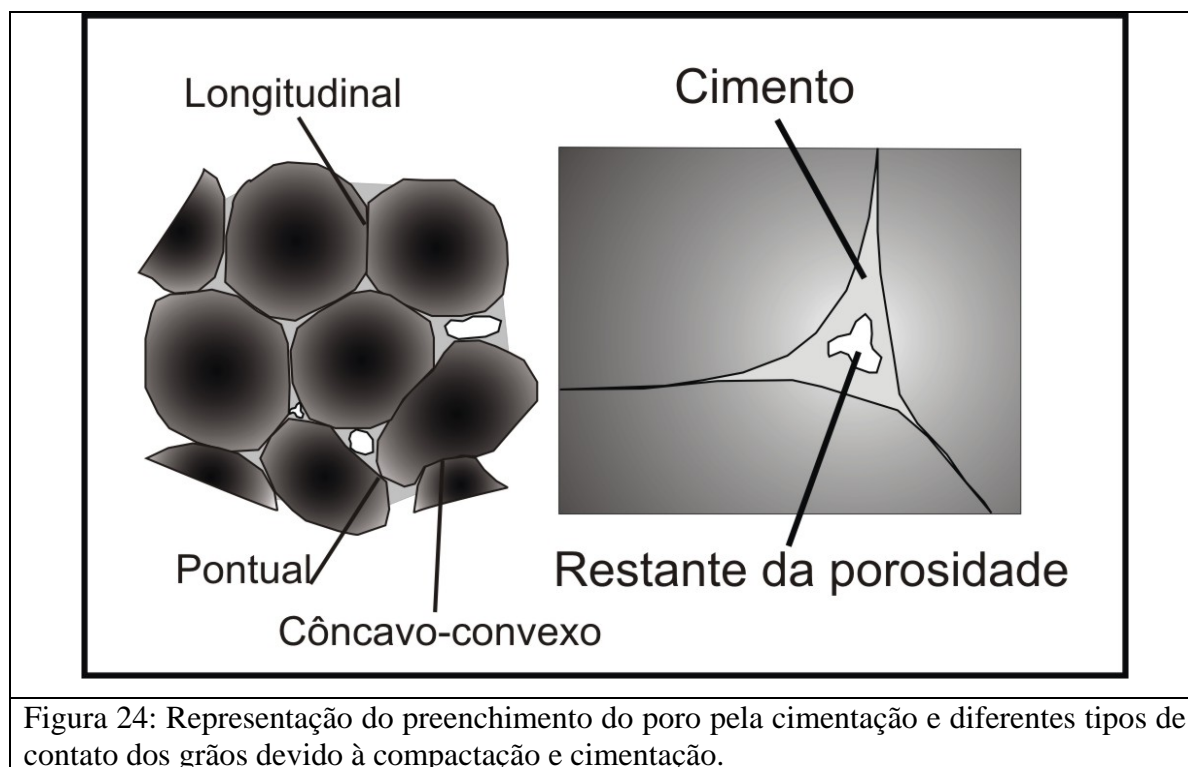 Longitudinal
Cimento
Pontual
Restante da porosidade
Côncavo-convexo
Figura 24: Representação do preenchimento do poro pela cimentação e diferentes tipos de
contato dos grãos devido à compactação e cimentação.